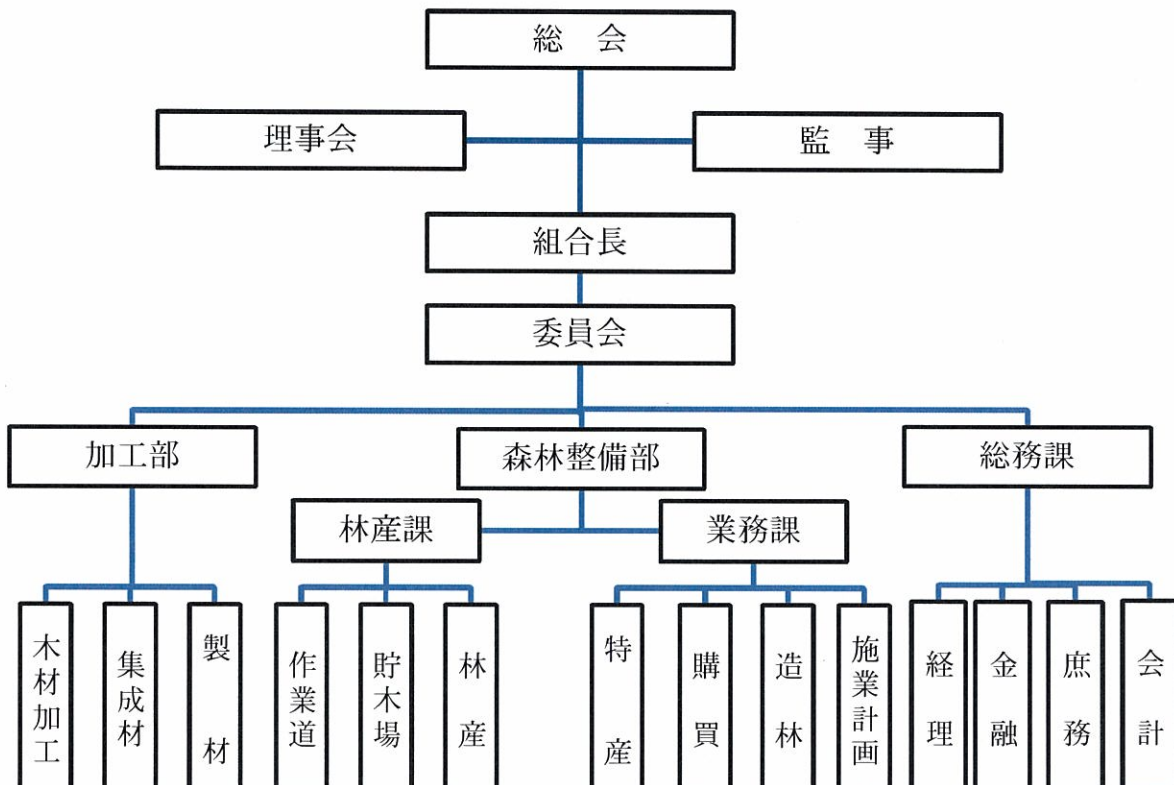 総　会
理事会
監　事
組合長
委員会
加工部
森林整備部
総務課
林産課
業務課
木材加工
集成材
製材
作業道
貯木場
林産
特産
購買
造林
施業計画
経理
金融
庶務
会計